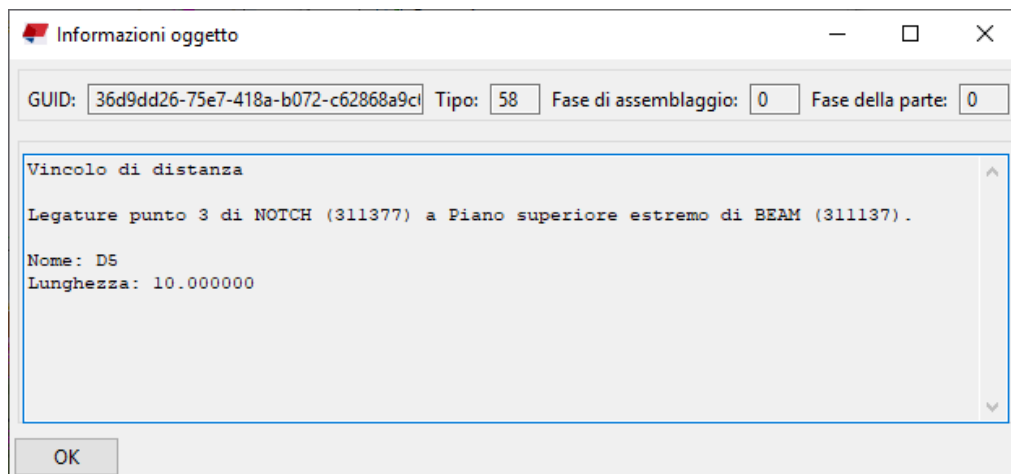 Informazioni oggetto
GUID: 36d9dd26-75e7-418a-b072-c62868a9c Tipo: 58 Fase di assemblaggio: 0 Fase della parte: 0
Vincolo di distanza
Legature punto 3 di NOTCH (311377) a Piano superiore estremo di BEAM (311137).
Nome: D5
Lunghezza: 10.000000
OK